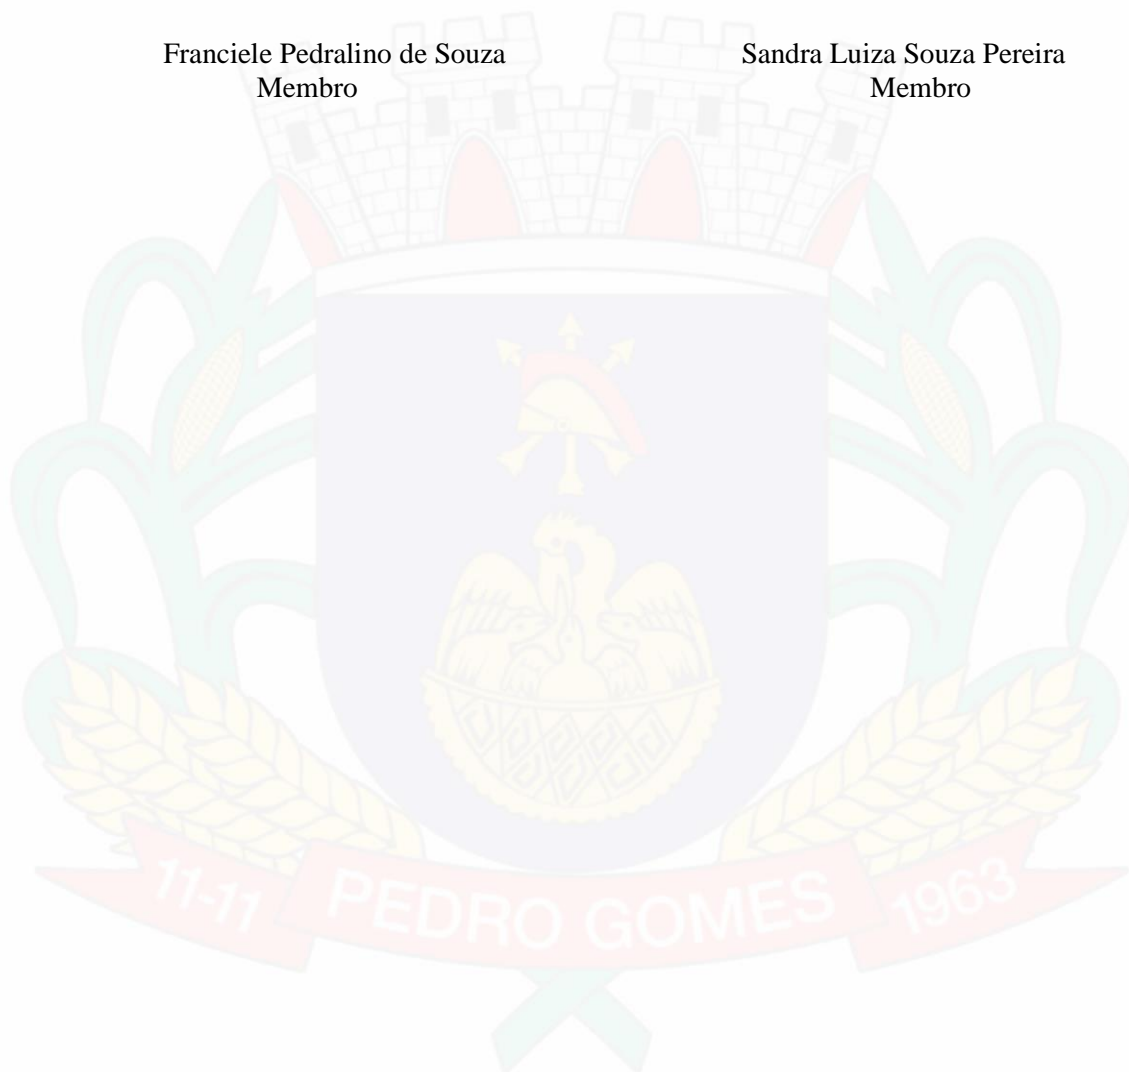 Franciele Pedralino de Souza Sandra Luiza Souza Pereira
Membro Membro
11-11 PEDRO GOMES 1963